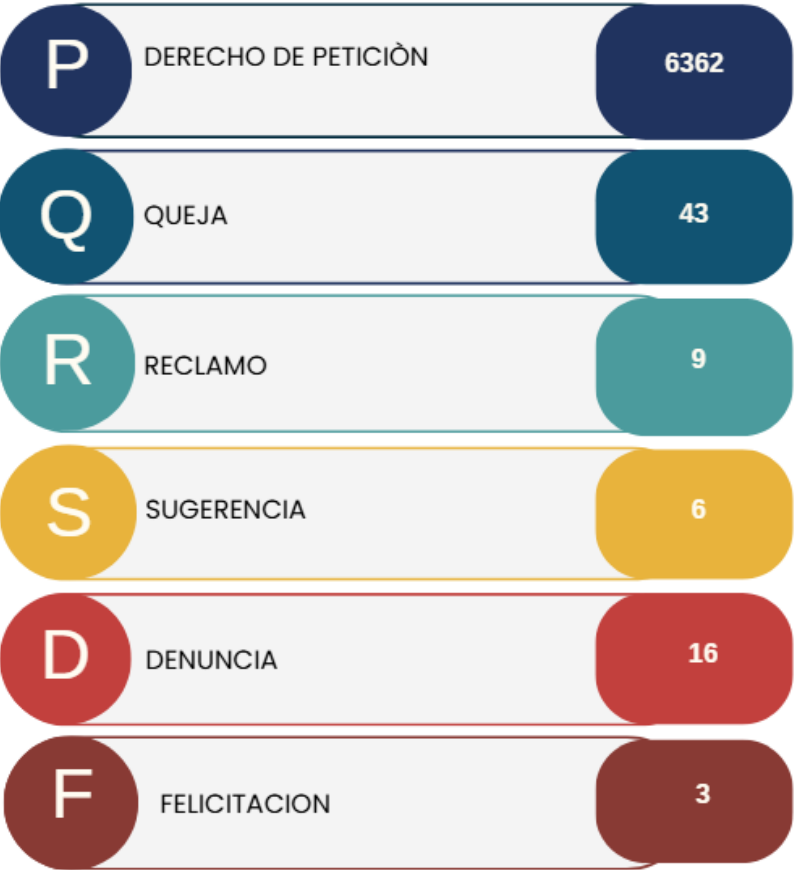 P DERECHO DE PETICIÒN 6362
Q QUEJA 43
R RECLAMO 9
S SUGERENCIA 6
D DENUNCIA 16
F FELICITACION 3